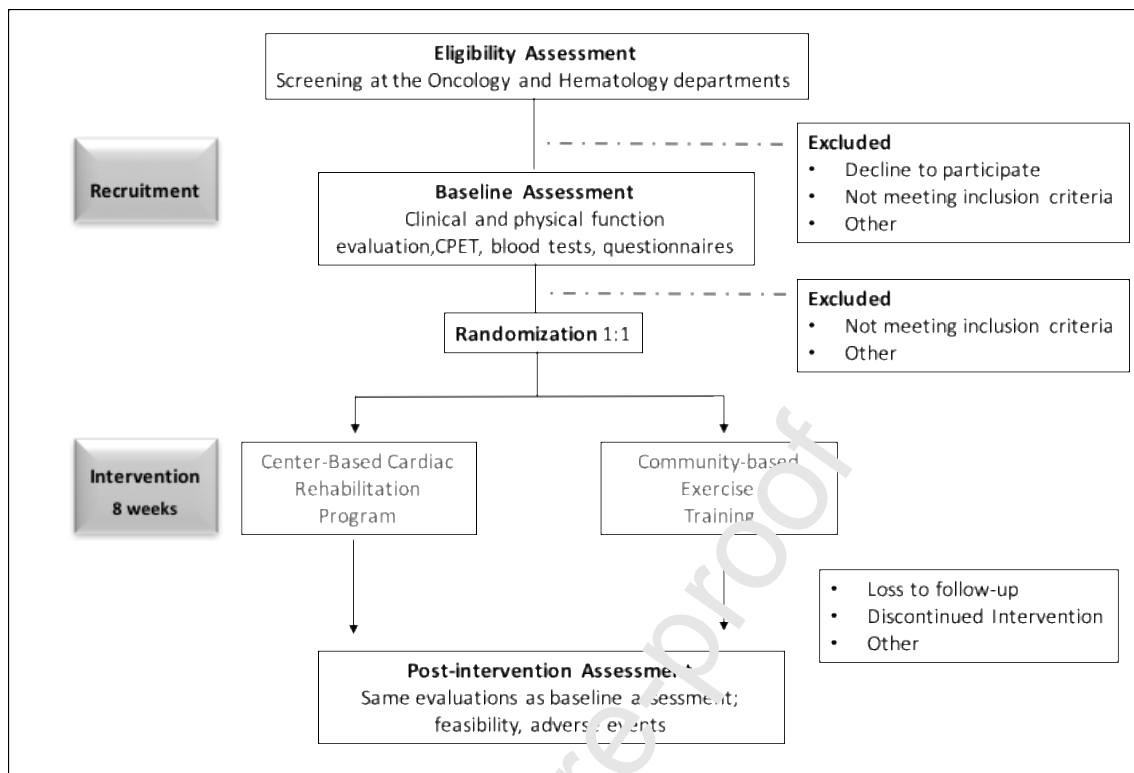 Eligibility Assessment
Screening at the Oncology and Hematology departments
Excluded
• Decline to participate
• Not meeting inclusion criteria
• Other
Recruitment
Baseline Assessment
Clinical and physical function
evaluation,CPET, blood tests, questionnaires
Excluded
• Not meeting inclusion criteria
• Other
Randomization 1:1
Intervention
8 weeks
Center-Based Cardiac
Rehabilitation
Program
Community-based
Exercise
Training
• Loss to follow-up
• Discontinued Intervention
• Other
Post-intervention Assessment
Same evaluations as baseline assessment;
feasibility, adverse events
re-proof